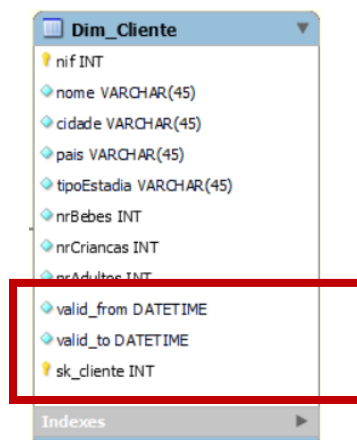 Dim_Cliente
nif INT
nome VARCHAR(45)
cidade VARCHAR(45)
pais VARCHAR(45)
tipoEstadia VARCHAR(45)
nrBebes INT
nrCriancas INT
nrAdultos INT
valid_from DATETIME
valid_to DATETIME
sk_cliente INT
Indexes